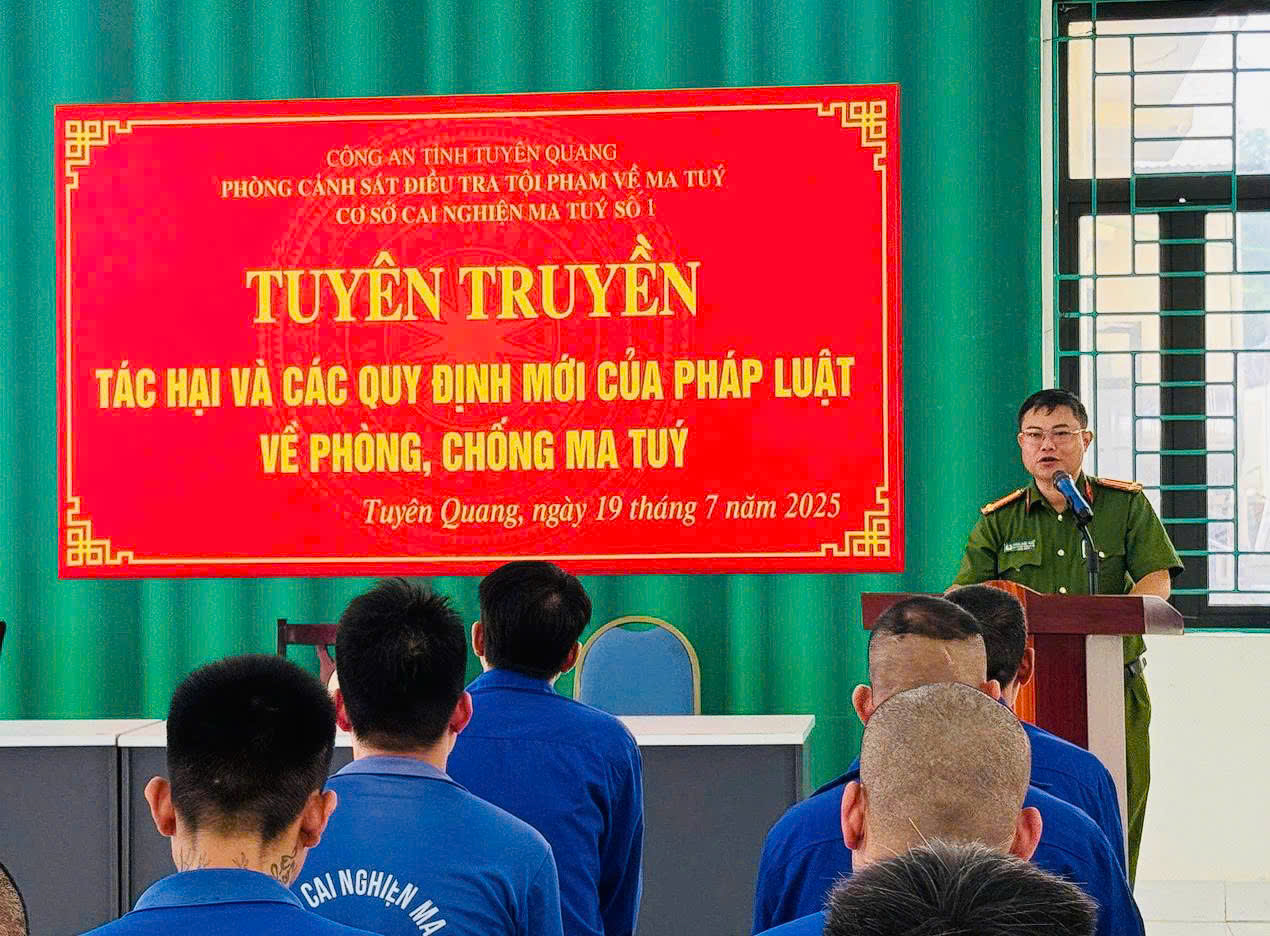 CÔNG AN TỈNH TUYÊN QUANG
PHÒNG CẢNH SÁT ĐIỀU TRA TỘI PHẠM VỀ MA TUÝ
CƠ SỞ CAI NGHIỆN MA TUÝ SỐ 1
TUYÊN TRUYỀN
TÁC HẠI VÀ CÁC QUY ĐỊNH MỚI CỦA PHÁP LUẬT
VỀ PHÒNG, CHỐNG MA TUÝ
Tuyên Quang, ngày 19 tháng 7 năm 2025
CAI NGHIỆN MA